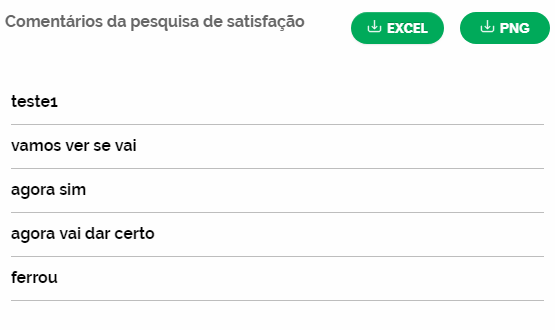 Comentários da pesquisa de satisfação
EXCEL
PNG
teste1
vamos ver se vai
agora sim
agora vai dar certo
ferrou